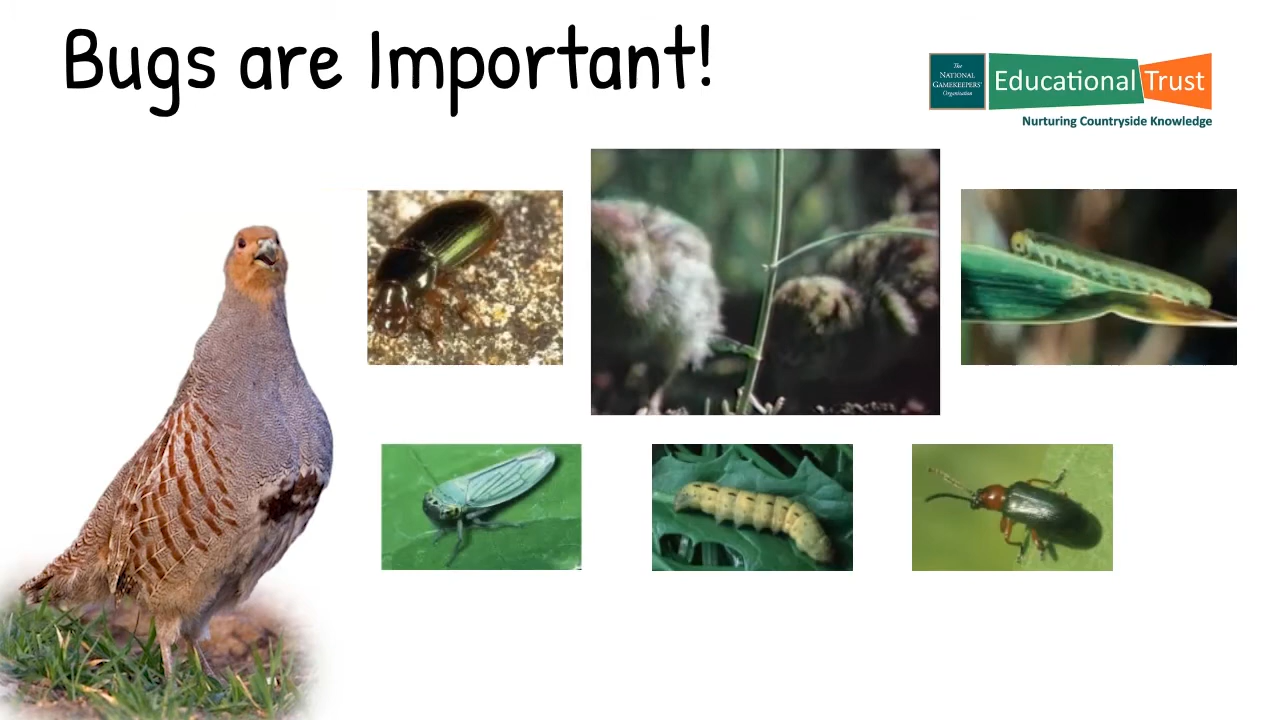 Bugs are Important!
The
NATIONAL
GAMEKEEPERS'
Organisation
Educational Trust
Nurturing Countryside Knowledge